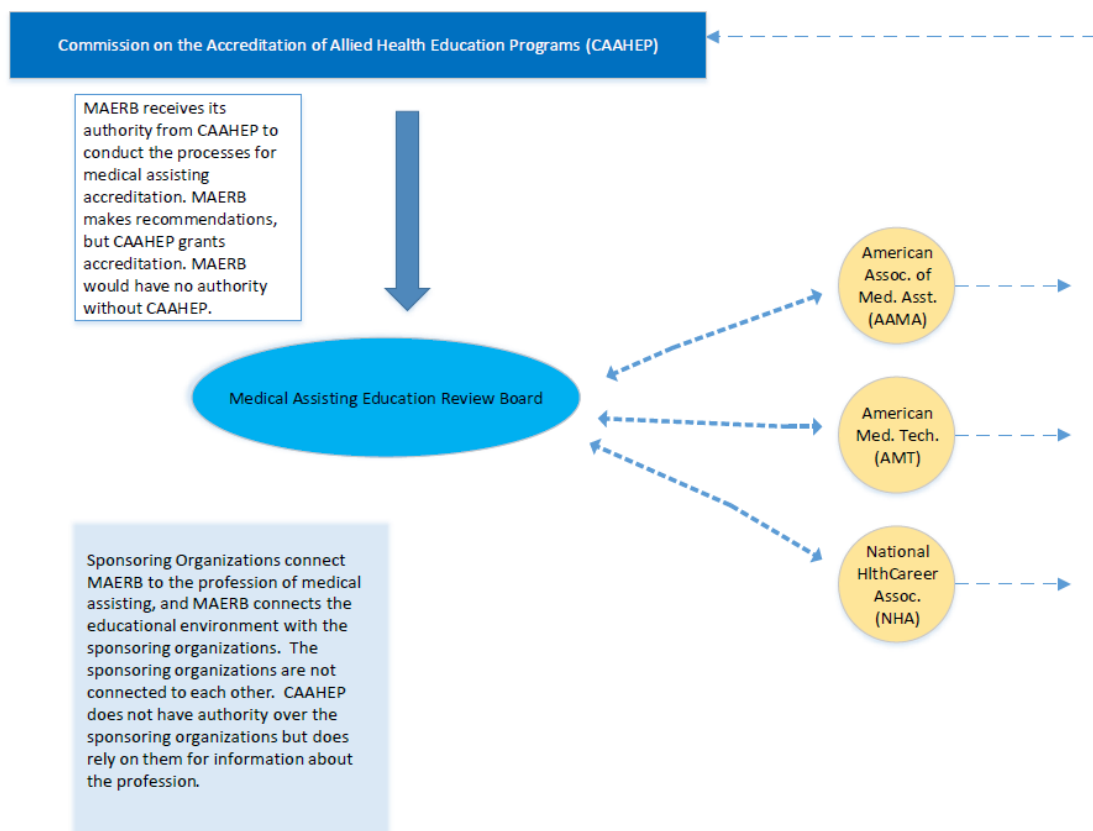 Commission on the Accreditation of Allied Health Education Programs (CAAHEP)
MAERB receives its
authority from CAAHEP to
conduct the processes for
medical assisting
accreditation. MAERB
makes recommendations,
but CAAHEP grants
accreditation. MAERB
would have no authority
without CAAHEP.
American
Assoc. of
Med. Asst.
(AAMA)
Medical Assisting Education Review Board
American
Med. Tech.
(AMT)
National
HlthCareer
Assoc.
(NHA)
Sponsoring Organizations connect
MAERB to the profession of medical
assisting, and MAERB connects the
educational environment with the
sponsoring organizations. The
sponsoring organizations are not
connected to each other. CAAHEP
does not have authority over the
sponsoring organizations but does
rely on them for information about
the profession.